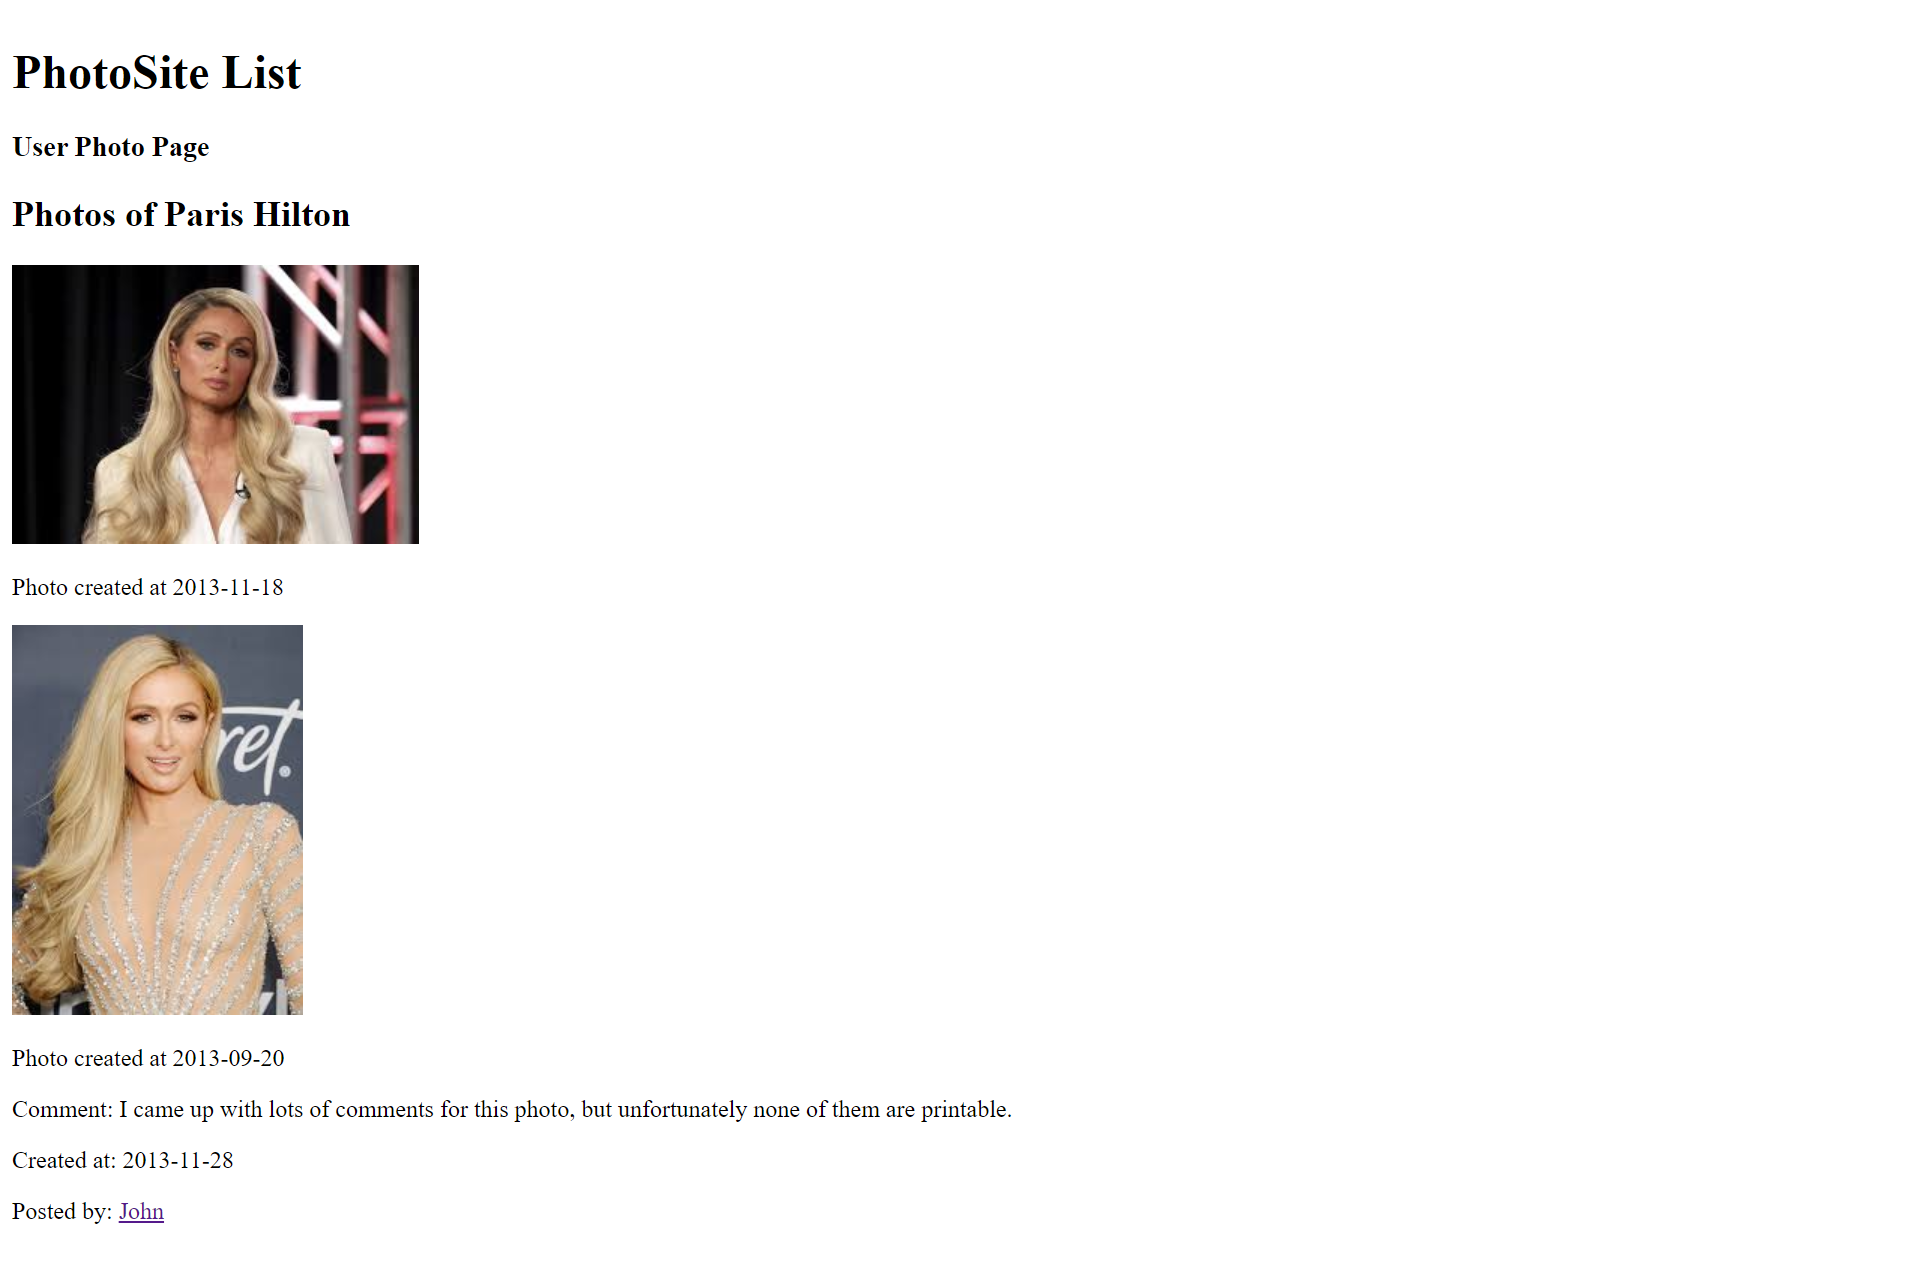 PhotoSite List
User Photo Page
Photos of Paris Hilton
Photo created at 2013-11-18
ret.
Photo created at 2013-09-20
Comment: I came up with lots of comments for this photo, but unfortunately none of them are printable.
Created at: 2013-11-28
Posted by: John